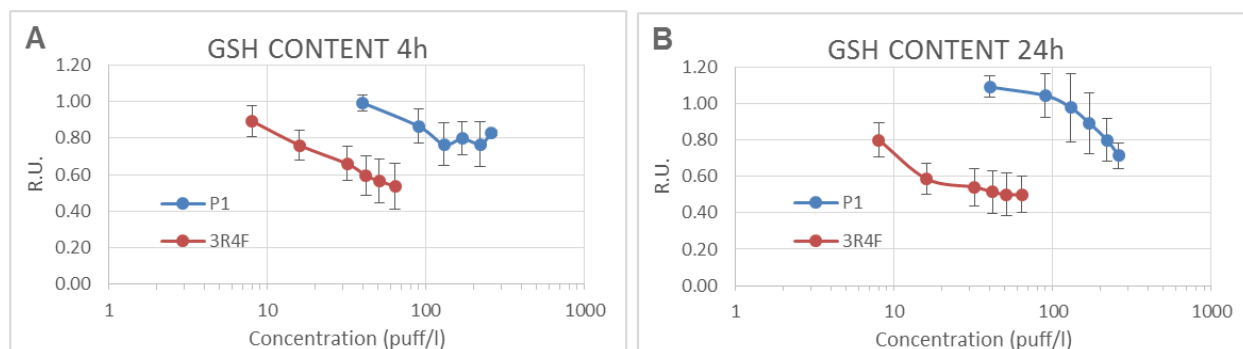 A
GSH CONTENT 4h
1.20
1.00
0.80
0.60
0.40
0.20
0.00
R.U.
P1
3R4F
1
10
100
1000
Concentration (puff/l)
B
GSH CONTENT 24h
1.20
1.00
0.80
0.60
0.40
0.20
0.00
R.U.
P1
3R4F
1
10
100
1000
Concentration (puff/l)